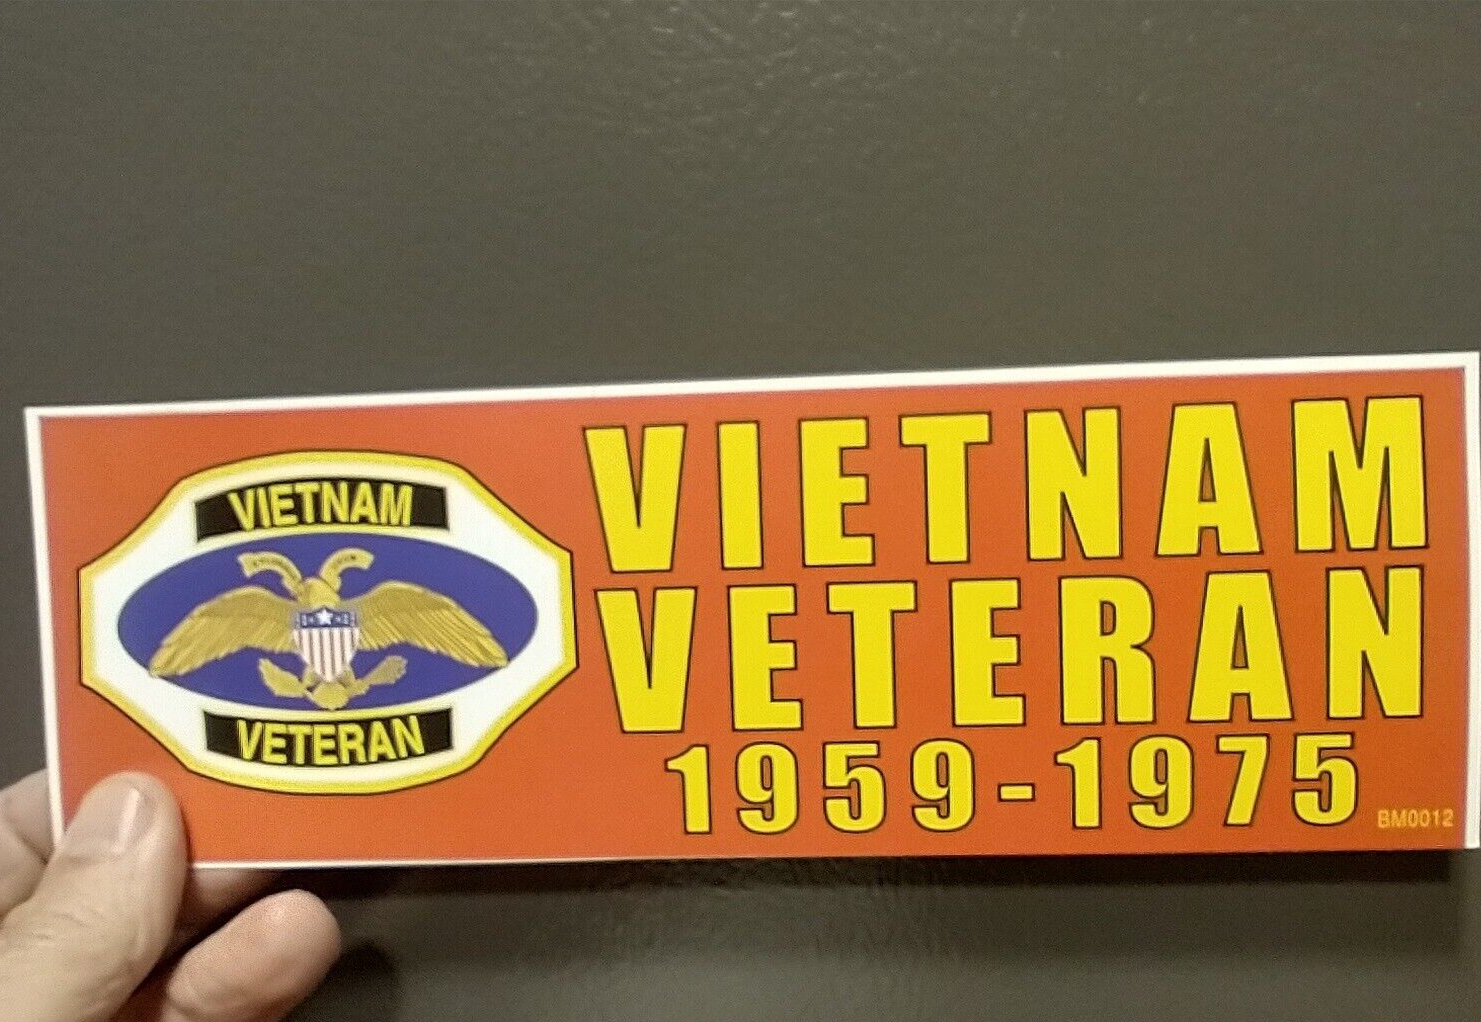 VIETNAM
VETERAN
VIETNAM
VETERAN
1959-1975
BM0012